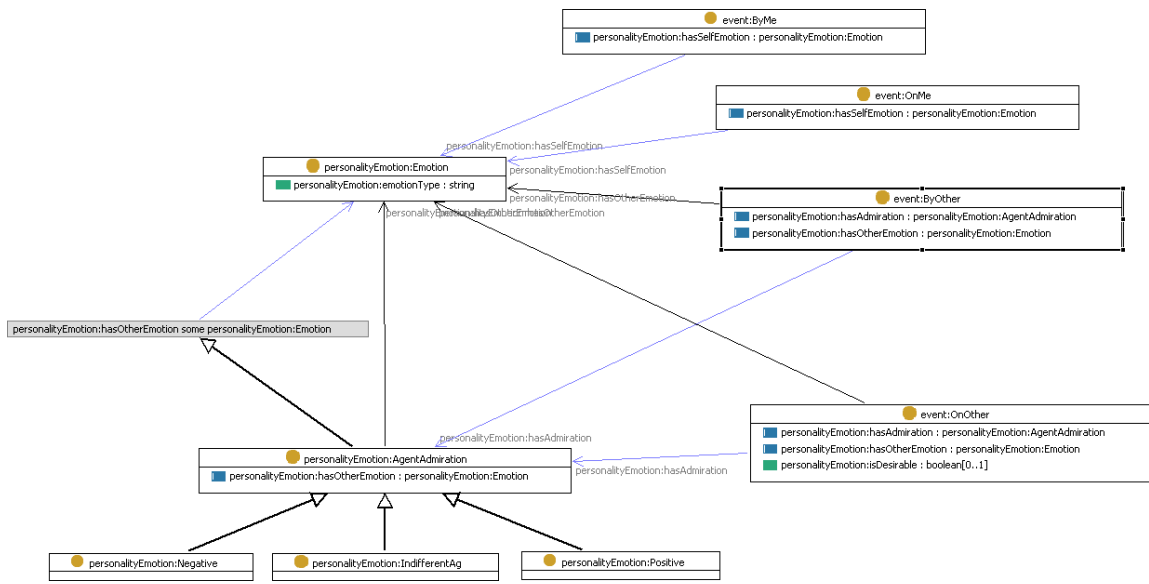 event:ByMe
personalityEmotion:hasSelfEmotion : personalityEmotion:Emotion
event:OnMe
personalityEmotion:hasSelfEmotion : personalityEmotion:Emotion
personalityEmotion:hasSelfEmotion
personalityEmotion:Emotion
personalityEmotion:hasSelfEmotion
personalityEmotion:emotionType : string
personalityEmotion:hasOtherEmotion
event:ByOther
personalityEmotion:hasAdmiration : personalityEmotion:AgentAdmiration
personalityEmotion:hasOtherEmotion : personalityEmotion:Emotion
personalityEmotion:hasOtherEmotion some personalityEmotion:Emotion
event:OnOther
personalityEmotion:hasAdmiration : personalityEmotion:AgentAdmiration
personalityEmotion:hasOtherEmotion : personalityEmotion:Emotion
personalityEmotion:isDesirable : boolean[0..1]
personalityEmotion:hasAdmiration
personalityEmotion:AgentAdmiration
personalityEmotion:hasOtherEmotion : personalityEmotion:Emotion
personalityEmotion:hasAdmiration
personalityEmotion:Negative
personalityEmotion:IndifferentAg
personalityEmotion:Positive